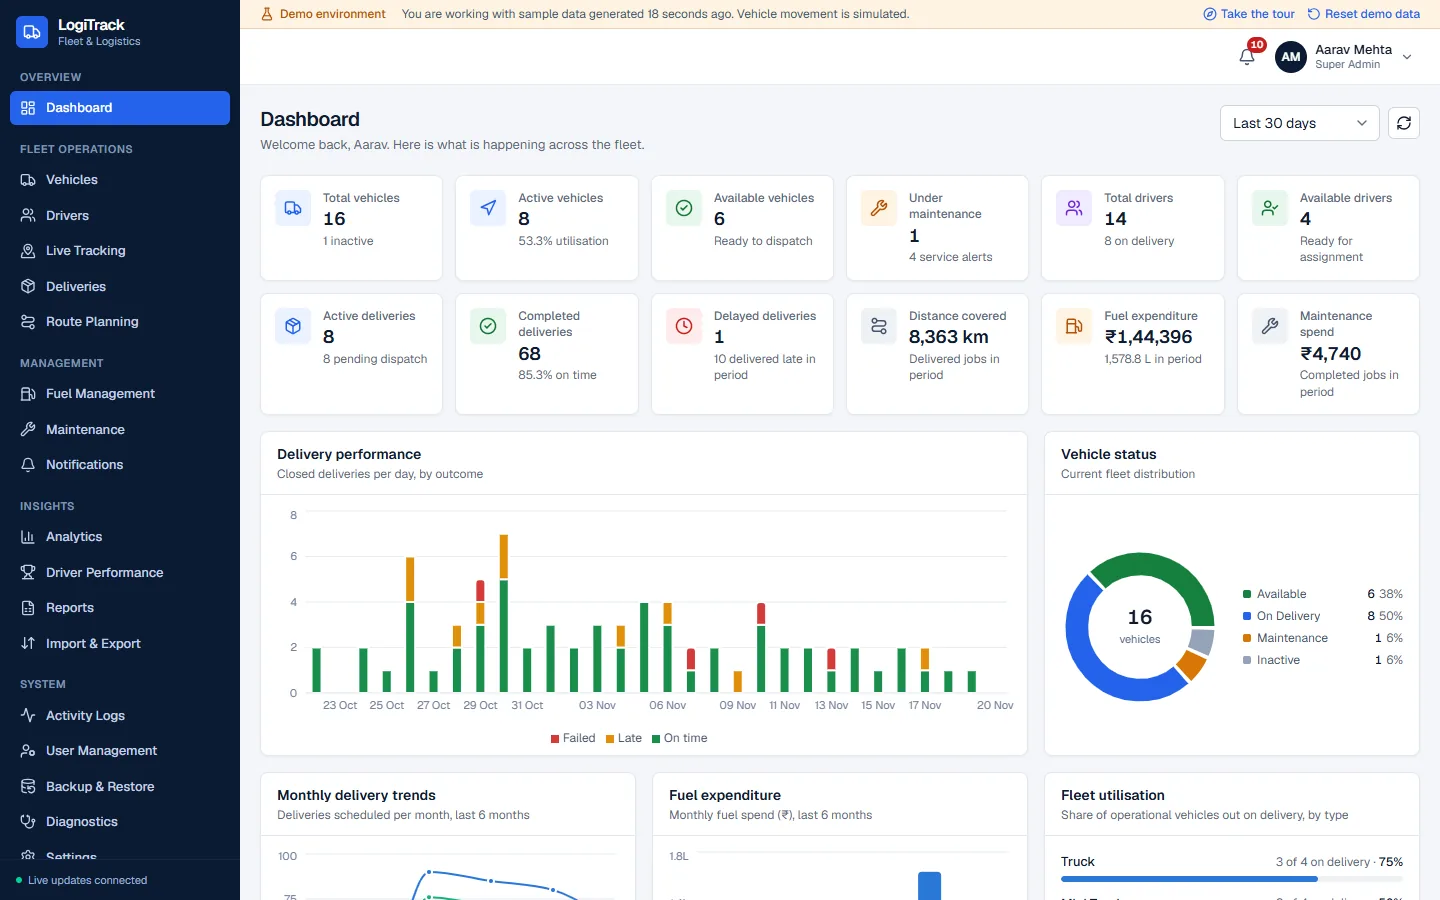 LogiTrack
Fleet & Logistics
OVERVIEW
Dashboard
FLEET OPERATIONS
Vehicles
Drivers
Live Tracking
Deliveries
Route Planning
MANAGEMENT
Fuel Management
Maintenance
Notifications
INSIGHTS
Analytics
Driver Performance
Reports
Import & Export
SYSTEM
Activity Logs
User Management
Backup & Restore
Diagnostics
Settings
Live updates connected
Demo environment You are working with sample data generated 18 seconds ago. Vehicle movement is simulated.
Take the tour Reset demo data
10
AM
Aarav Mehta
Super Admin
Dashboard
Welcome back, Aarav. Here is what is happening across the fleet.
Last 30 days
Total vehicles
16
1 inactive
Active vehicles
8
53.3% utilisation
Available vehicles
6
Ready to dispatch
Under
maintenance
1
4 service alerts
Total drivers
14
8 on delivery
Available drivers
4
Ready for
assignment
Active deliveries
8
8 pending dispatch
Completed
deliveries
68
85.3% on time
Delayed deliveries
1
10 delivered late in
period
Distance covered
8,363 km
Delivered jobs in
period
Fuel expenditure
₹1,44,396
1,578.8 L in period
Maintenance
spend
₹4,740
Completed jobs in
period
Delivery performance
Closed deliveries per day, by outcome
8
6
4
2
0
23 Oct 25 Oct 27 Oct 29 Oct 31 Oct 03 Nov 06 Nov 09 Nov 11 Nov 13 Nov 15 Nov 17 Nov 20 Nov
Failed Late On time
Vehicle status
Current fleet distribution
16
vehicles
Available 6 38%
On Delivery 8 50%
Maintenance 1 6%
Inactive 1 6%
Monthly delivery trends
Deliveries scheduled per month, last 6 months
100
75
Fuel expenditure
Monthly fuel spend (₹), last 6 months
1.8L
Fleet utilisation
Share of operational vehicles out on delivery, by type
Truck 3 of 4 on delivery · 75%